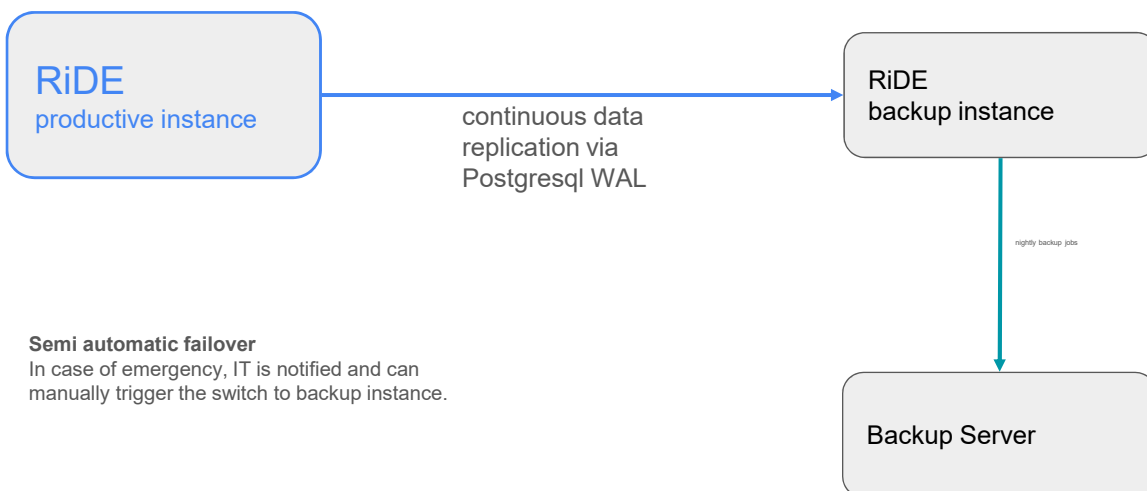 RiDE
productive instance
continuous data
replication via
Postgresql WAL
RiDE
backup instance
nightly backup jobs
Semi automatic failover
In case of emergency, IT is notified and can
manually trigger the switch to backup instance.
Backup Server